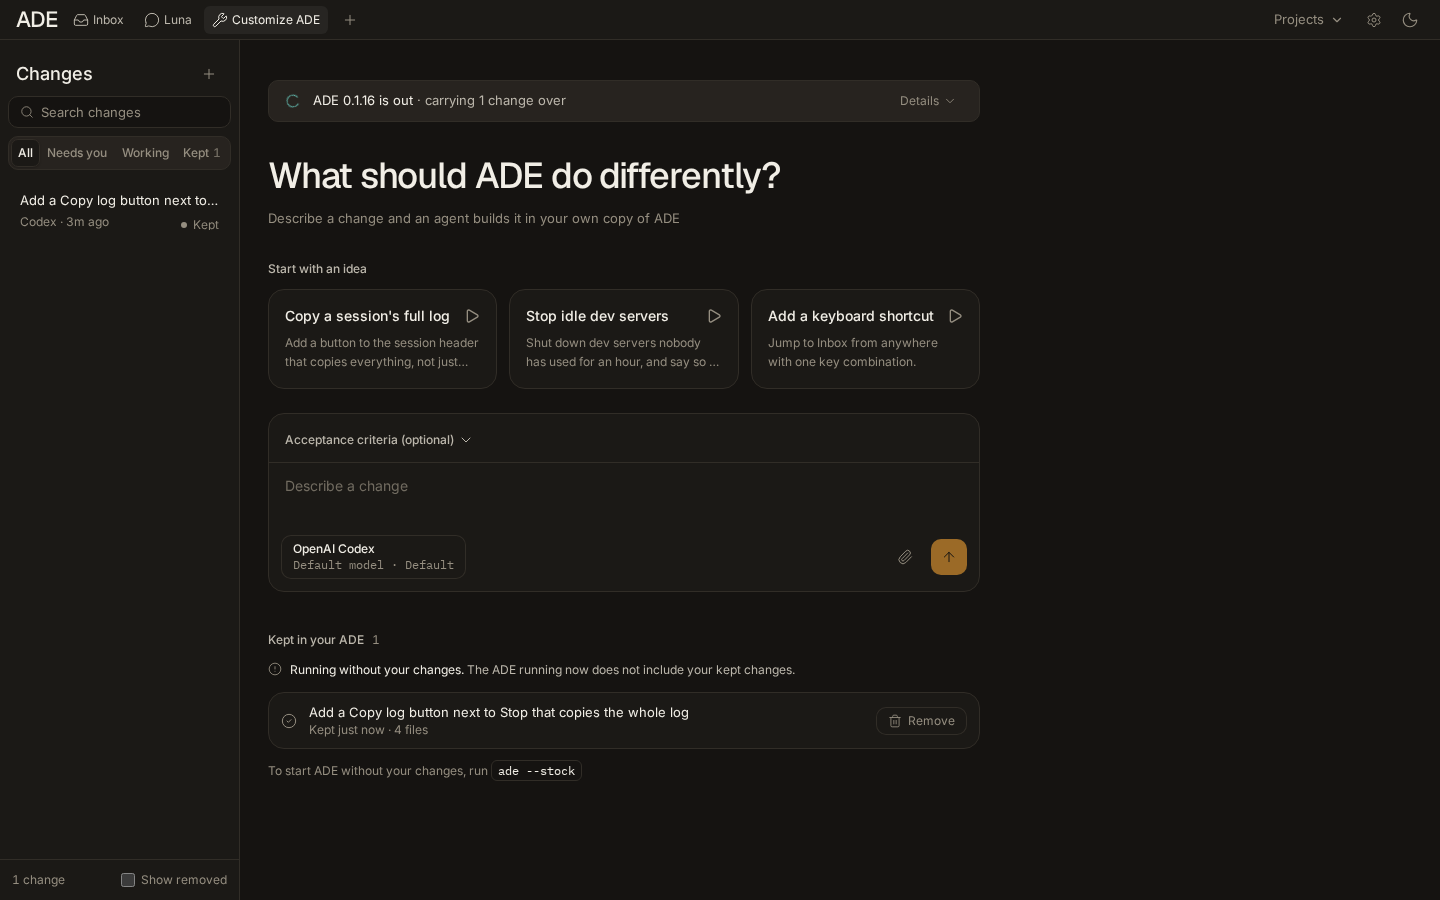 ADE
Inbox
Luna
Customize ADE
Projects
Changes
Search changes
All
Needs you
Working
Kept 1
Add a Copy log button next to...
Codex · 3m ago
Kept
1 change
Show removed
ADE 0.1.16 is out · carrying 1 change over
Details
What should ADE do differently?
Describe a change and an agent builds it in your own copy of ADE
Start with an idea
Copy a session's full log
Add a button to the session header
that copies everything, not just...
Stop idle dev servers
Shut down dev servers nobody
has used for an hour, and say so ...
Add a keyboard shortcut
Jump to Inbox from anywhere
with one key combination.
Acceptance criteria (optional)
Describe a change
OpenAI Codex
Default model · Default
Kept in your ADE 1
Running without your changes. The ADE running now does not include your kept changes.
Add a Copy log button next to Stop that copies the whole log
Kept just now · 4 files
Remove
To start ADE without your changes, run ade --stock